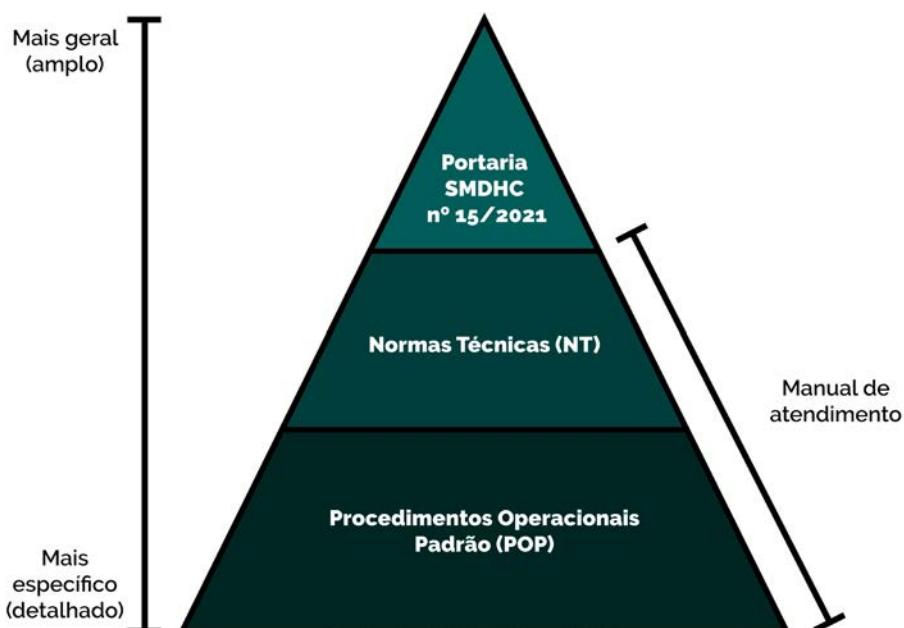 Mais geral
(amplo)
Portaria
SMDHC
nº 15/2021
Normas Técnicas (NT)
Manual de
atendimento
Procedimentos Operacionais
Padrão (POP)
Mais
específico
(detalhado)